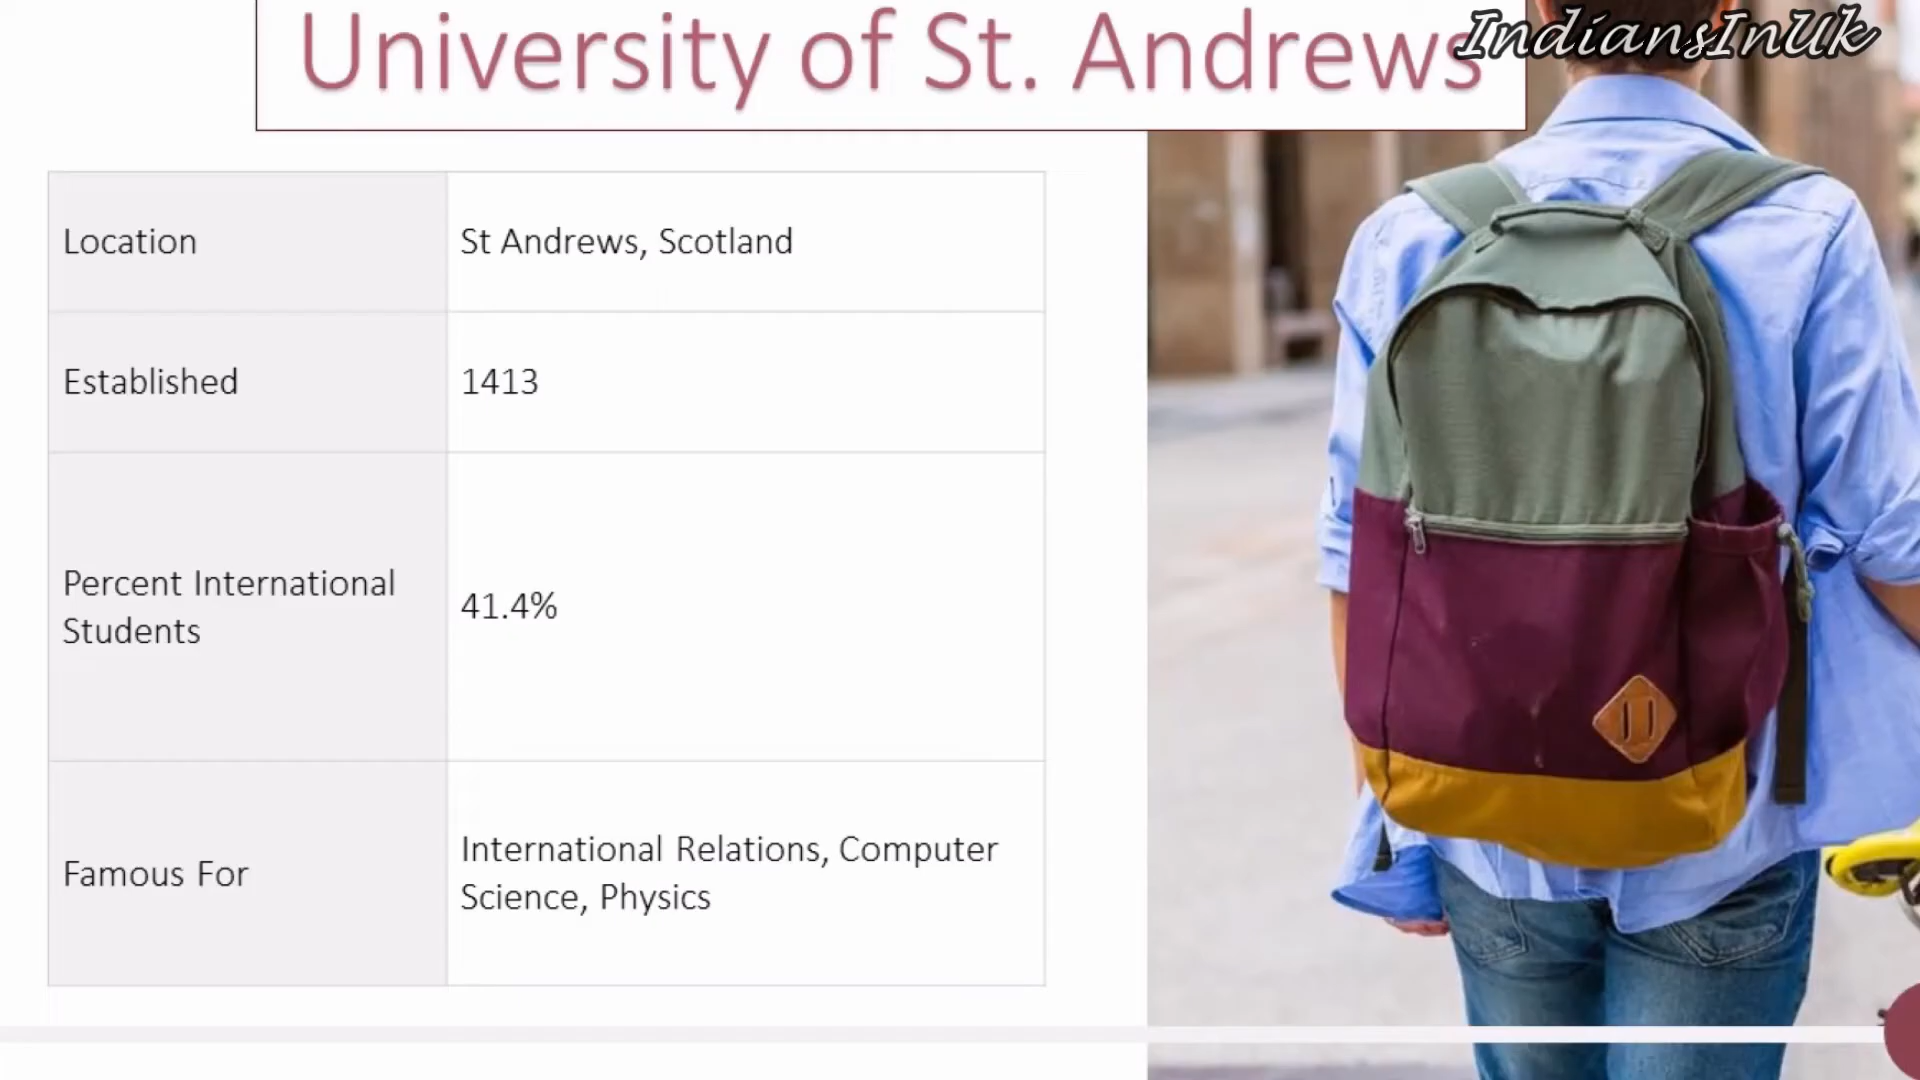 University of St. Andrews
IndiansInUk
Location
St Andrews, Scotland
Established
1413
Percent International
Students
41.4%
Famous For
International Relations, Computer
Science, Physics